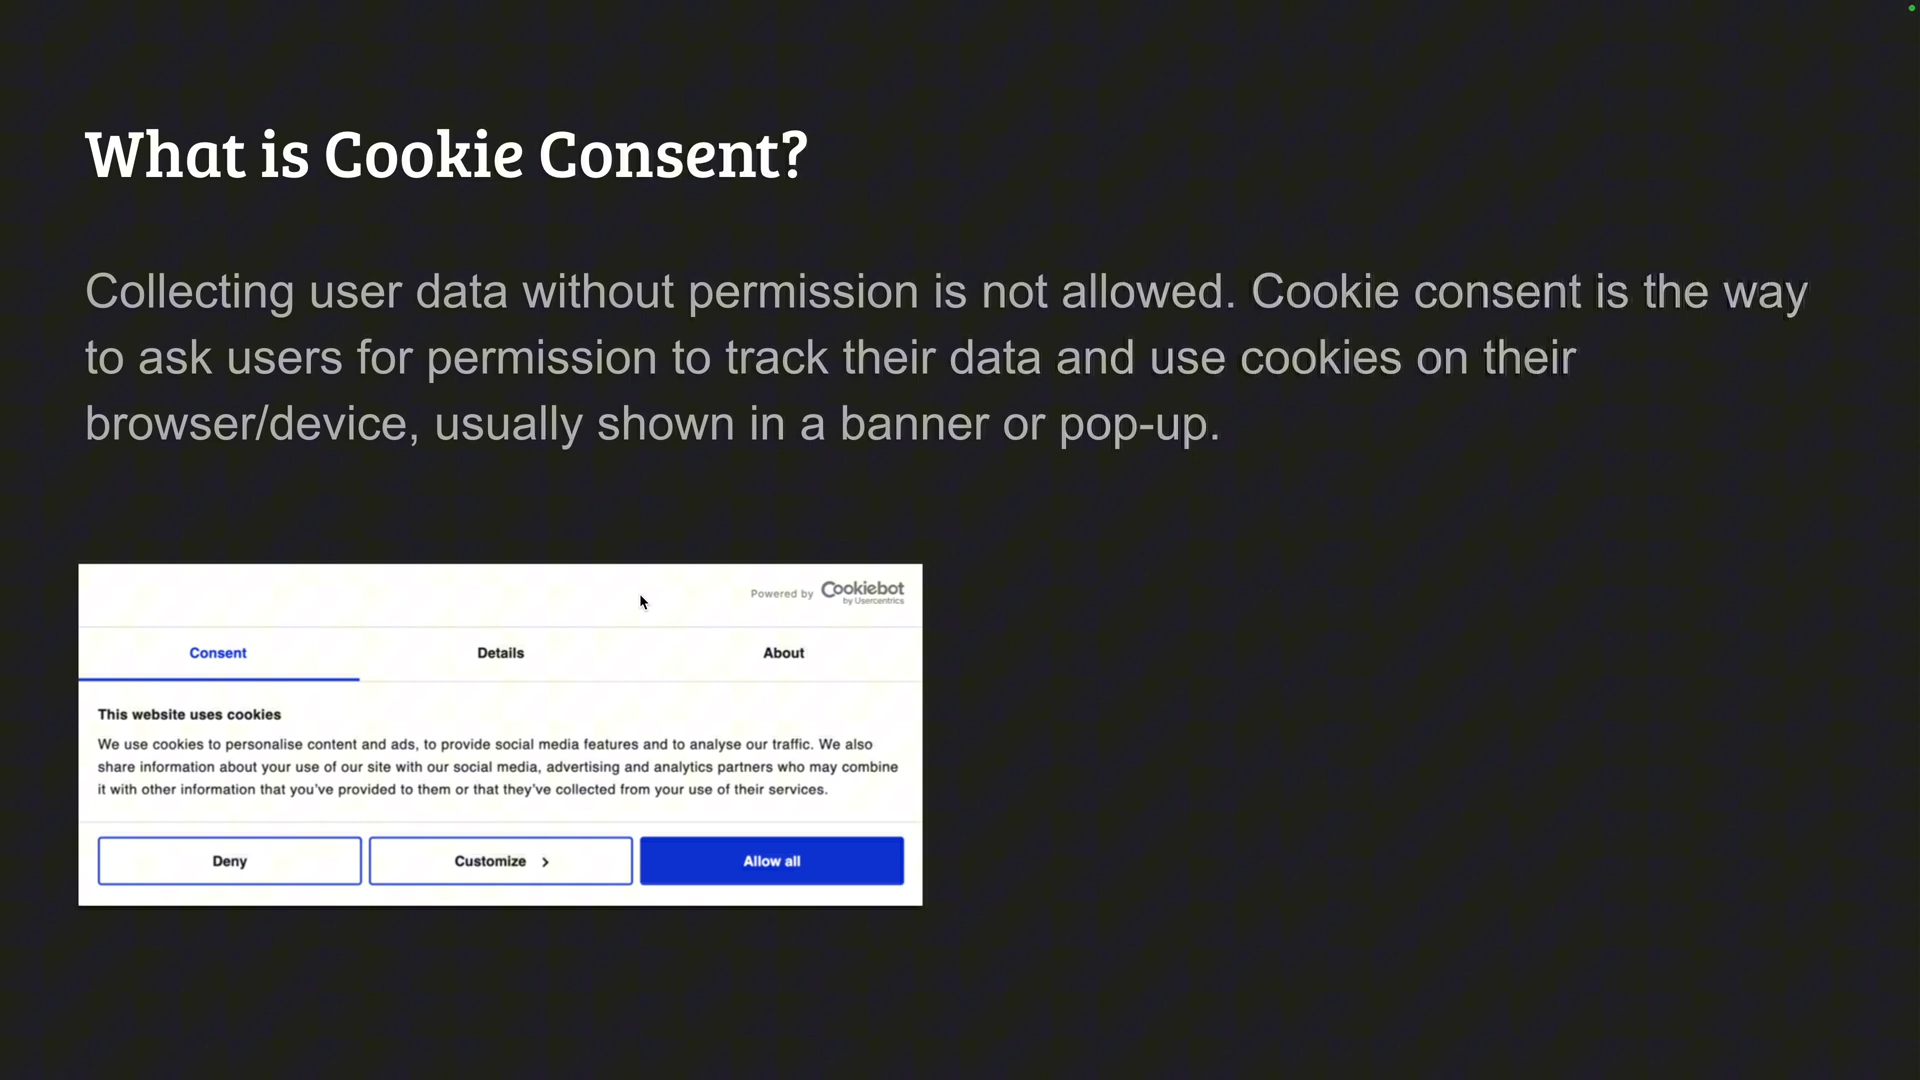 What is Cookie Consent?
Collecting user data without permission is not allowed. Cookie consent is the way
to ask users for permission to track their data and use cookies on their
browser/device, usually shown in a banner or pop-up.
Powered by Cookiebot
by Usercentrics
Consent Details About
This website uses cookies
We use cookies to personalise content and ads, to provide social media features and to analyse our traffic. We also
share information about your use of our site with our social media, advertising and analytics partners who may combine
it with other information that you've provided to them or that they've collected from your use of their services.
Deny Customize Allow all